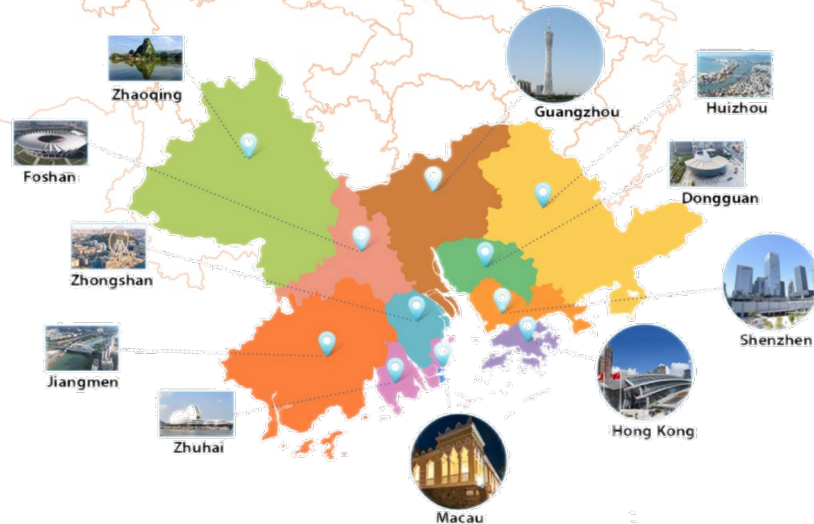 Zhaoqing
Guangzhou
Huizhou
Foshan
Dongguan
Zhongshan
Shenzhen
Jiangmen
Hong Kong
Zhuhai
Macau